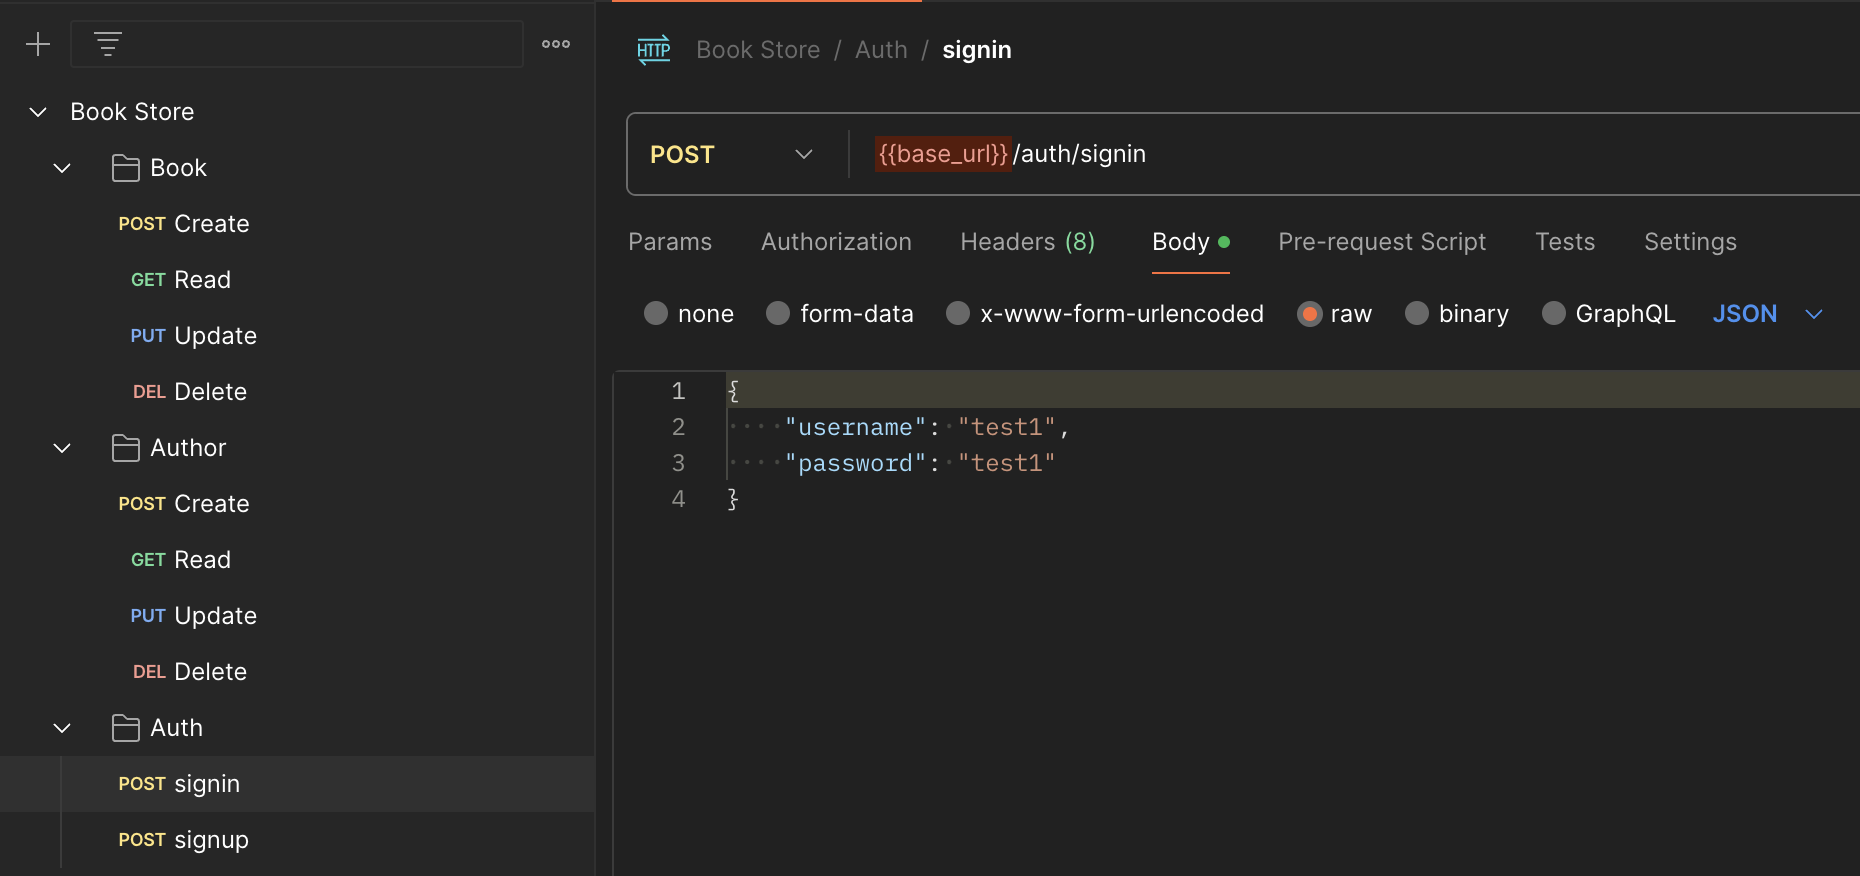 Book Store
Book
POST Create
GET Read
PUT Update
DEL Delete
Author
POST Create
GET Read
PUT Update
DEL Delete
Auth
POST signin
POST signup
HTTP Book Store / Auth / signin
POST {{base_url}}/auth/signin
Params Authorization Headers (8) Body Pre-request Script Tests Settings
none form-data x-www-form-urlencoded raw binary GraphQL JSON
1 {
2 ····"username":·"test1",
3 ····"password":·"test1"
4 }